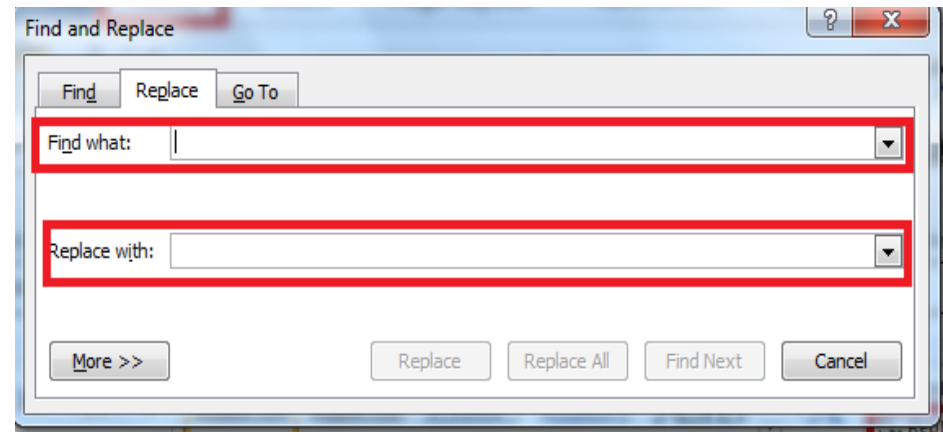 Find and Replace
Find Replace Go To
Find what:
Replace with:
More >> Replace Replace All Find Next Cancel